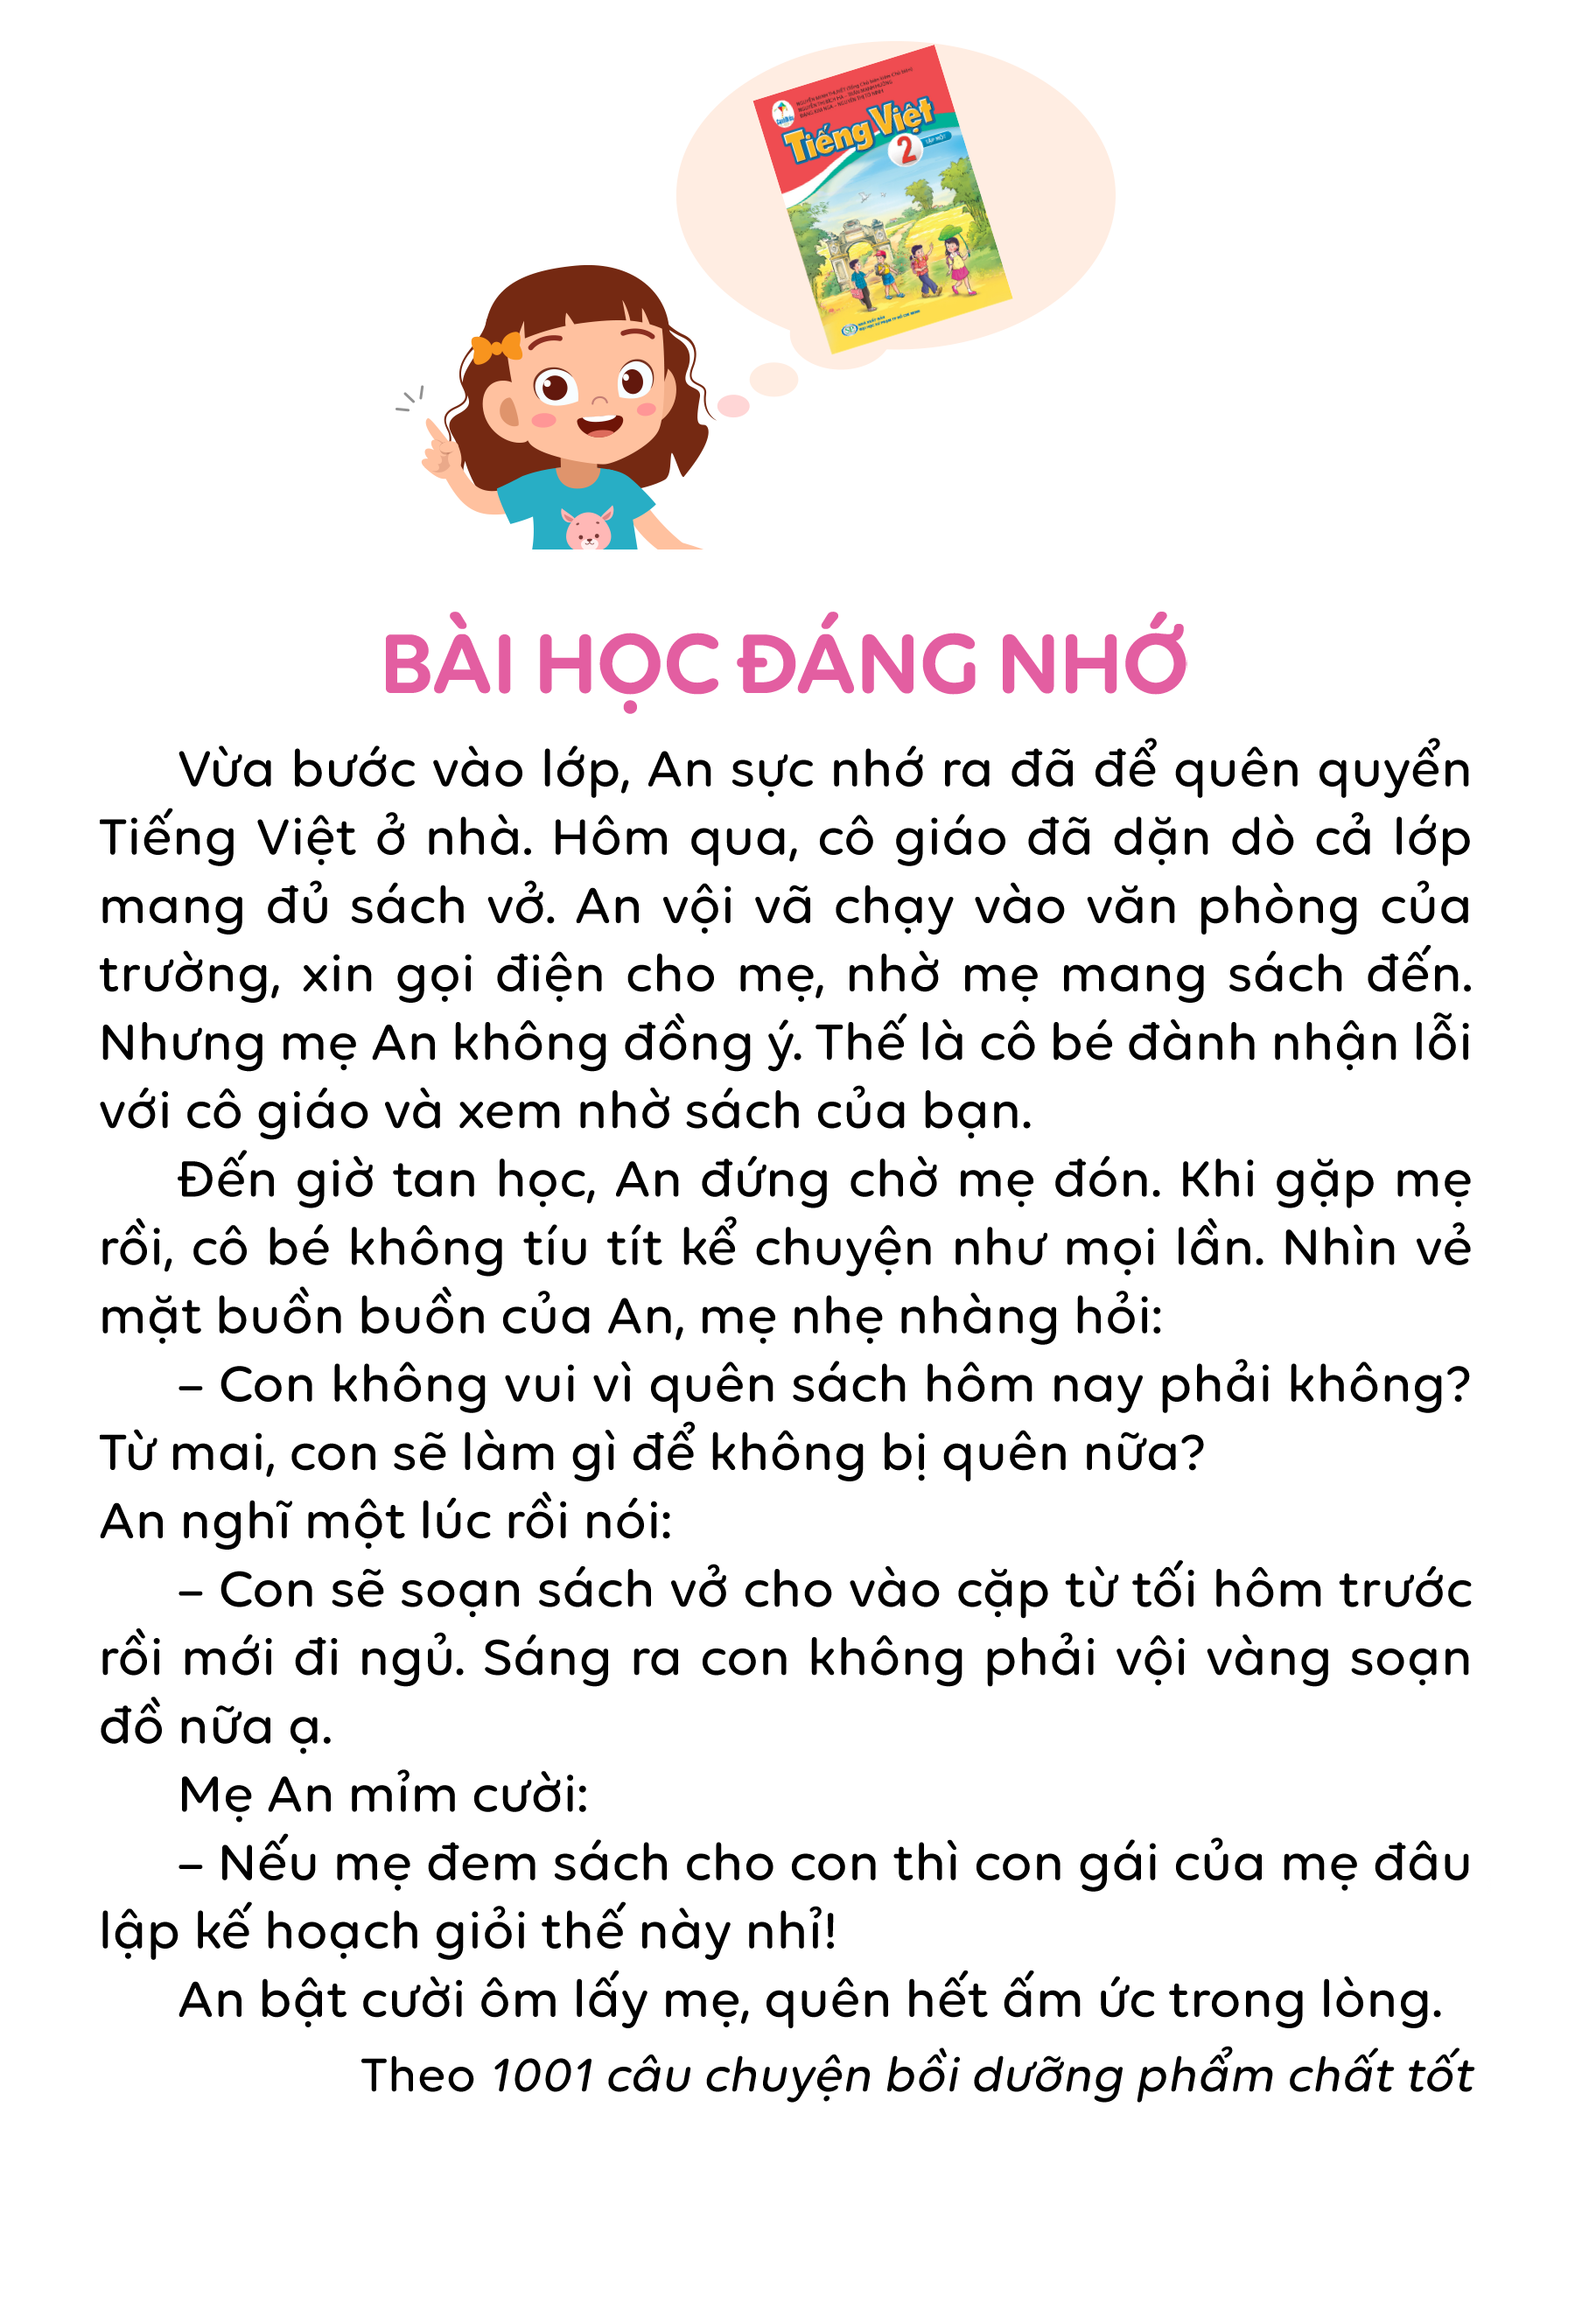 Tiếng Việt
2
TẬP MỘT
BÀI HỌC ĐÁNG NHỚ
Vừa bước vào lớp, An sực nhớ ra đã để quên quyển
Tiếng Việt ở nhà. Hôm qua, cô giáo đã dặn dò cả lớp
mang đủ sách vở. An vội vã chạy vào văn phòng của
trường, xin gọi điện cho mẹ, nhờ mẹ mang sách đến.
Nhưng mẹ An không đồng ý. Thế là cô bé đành nhận lỗi
với cô giáo và xem nhờ sách của bạn.
Đến giờ tan học, An đứng chờ mẹ đón. Khi gặp mẹ
rồi, cô bé không tíu tít kể chuyện như mọi lần. Nhìn vẻ
mặt buồn buồn của An, mẹ nhẹ nhàng hỏi:
– Con không vui vì quên sách hôm nay phải không?
Từ mai, con sẽ làm gì để không bị quên nữa?
An nghĩ một lúc rồi nói:
– Con sẽ soạn sách vở cho vào cặp từ tối hôm trước
rồi mới đi ngủ. Sáng ra con không phải vội vàng soạn
đồ nữa ạ.
Mẹ An mỉm cười:
– Nếu mẹ đem sách cho con thì con gái của mẹ đâu
lập kế hoạch giỏi thế này nhỉ!
An bật cười ôm lấy mẹ, quên hết ấm ức trong lòng.
Theo 1001 câu chuyện bồi dưỡng phẩm chất tốt